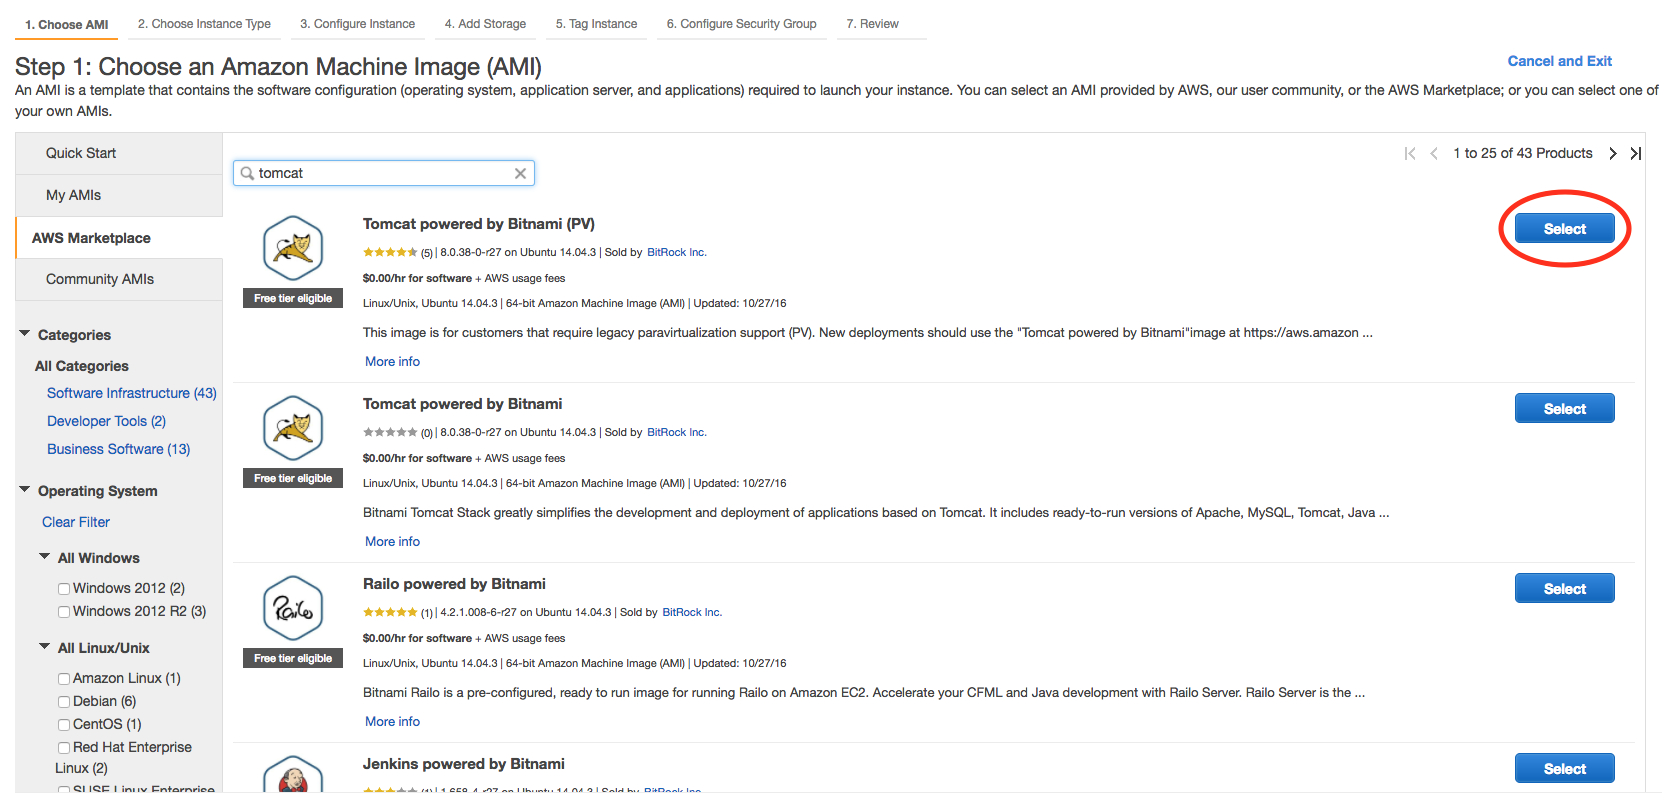 1. Choose AMI 2. Choose Instance Type 3. Configure Instance 4. Add Storage 5. Tag Instance 6. Configure Security Group 7. Review
Step 1: Choose an Amazon Machine Image (AMI)
Cancel and Exit
An AMI is a template that contains the software configuration (operating system, application server, and applications) required to launch your instance. You can select an AMI provided by AWS, our user community, or the AWS Marketplace; or you can select one of
your own AMIs.
Quick Start
My AMIs
AWS Marketplace
Community AMIs
Categories
All Categories
Software Infrastructure (43)
Developer Tools (2)
Business Software (13)
Operating System
Clear Filter
All Windows
Windows 2012 (2)
Windows 2012 R2 (3)
All Linux/Unix
Amazon Linux (1)
Debian (6)
CentOS (1)
Red Hat Enterprise
Linux (2)
SUSE Linux Enterprise
tomcat
1 to 25 of 43 Products
Tomcat powered by Bitnami (PV)
Select
(5) | 8.0.38-0-r27 on Ubuntu 14.04.3 | Sold by BitRock Inc.
$0.00/hr for software + AWS usage fees
Free tier eligible
Linux/Unix, Ubuntu 14.04.3 | 64-bit Amazon Machine Image (AMI) | Updated: 10/27/16
This image is for customers that require legacy paravirtualization support (PV). New deployments should use the "Tomcat powered by Bitnami"image at https://aws.amazon ...
More info
Tomcat powered by Bitnami
Select
(0) | 8.0.38-0-r27 on Ubuntu 14.04.3 | Sold by BitRock Inc.
$0.00/hr for software + AWS usage fees
Free tier eligible
Linux/Unix, Ubuntu 14.04.3 | 64-bit Amazon Machine Image (AMI) | Updated: 10/27/16
Bitnami Tomcat Stack greatly simplifies the development and deployment of applications based on Tomcat. It includes ready-to-run versions of Apache, MySQL, Tomcat, Java ...
More info
Railo powered by Bitnami
Select
Railo
(1) | 4.2.1.008-6-r27 on Ubuntu 14.04.3 | Sold by BitRock Inc.
$0.00/hr for software + AWS usage fees
Free tier eligible
Linux/Unix, Ubuntu 14.04.3 | 64-bit Amazon Machine Image (AMI) | Updated: 10/27/16
Bitnami Railo is a pre-configured, ready to run image for running Railo on Amazon EC2. Accelerate your CFML and Java development with Railo Server. Railo Server is the ...
More info
Jenkins powered by Bitnami
Select
(1) | 1.658-4-r27 on Ubuntu 14.04.3 | Sold by BitRock Inc.